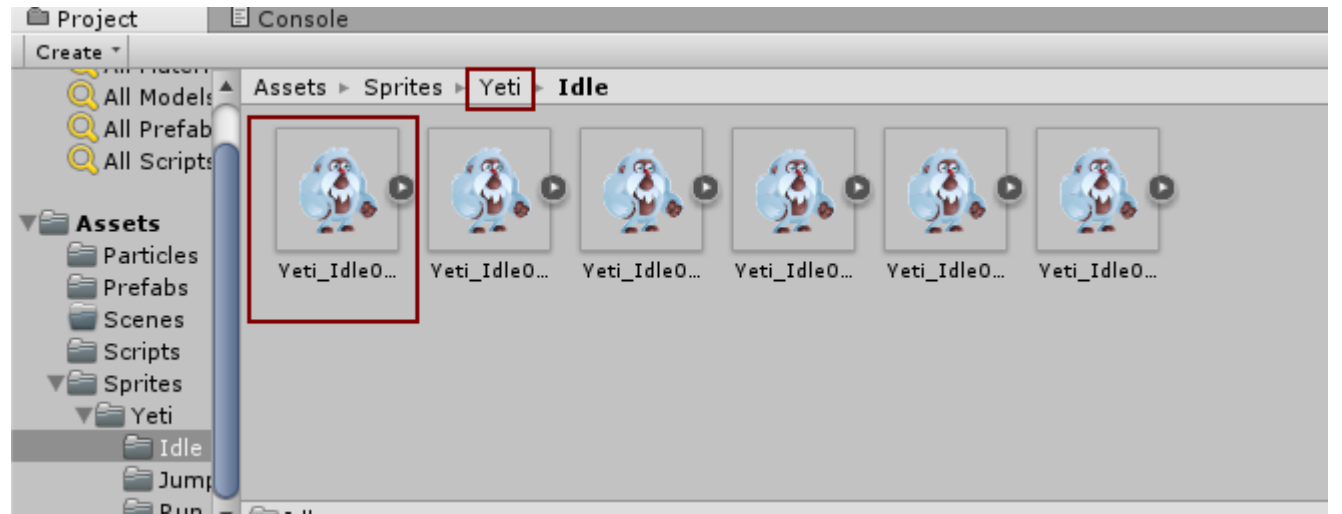 Project
Console
Create
All Models
All Prefab
All Scripts
Assets ▸ Sprites ▸ Yeti ▸ Idle
Yeti_Idle0... Yeti_Idle0... Yeti_Idle0... Yeti_Idle0... Yeti_Idle0... Yeti_Idle0...
Assets
Particles
Prefabs
Scenes
Scripts
Sprites
Yeti
Idle
Jump
Run